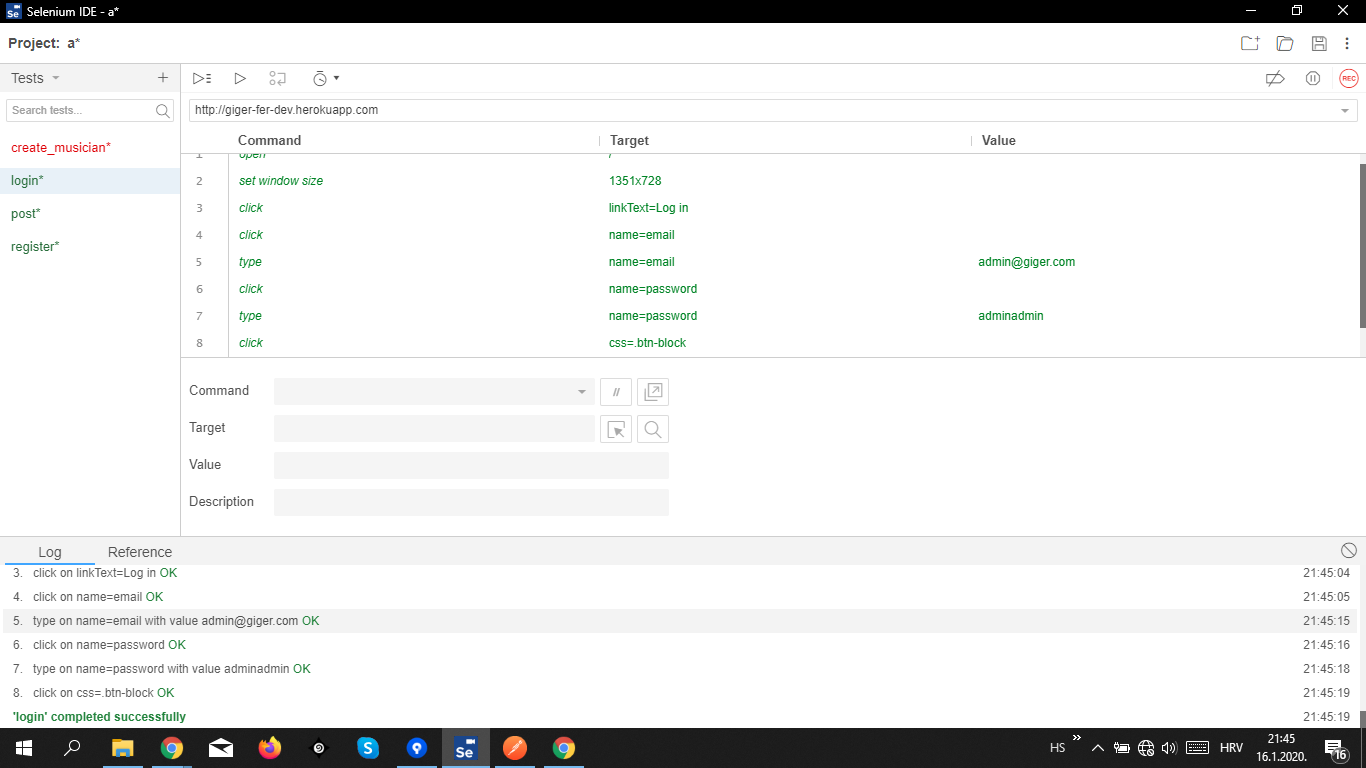 Se Selenium IDE - a*
Project: a*
Tests
Search tests...
create_musician*
login*
post*
register*
REC
http://giger-fer-dev.herokuapp.com
Command Target Value
1 open /
2 set window size 1351x728
3 click linkText=Log in
4 click name=email
5 type name=email admin@giger.com
6 click name=password
7 type name=password adminadmin
8 click css=.btn-block
Command //
Target
Value
Description
Log Reference
3. click on linkText=Log in OK 21:45:04
4. click on name=email OK 21:45:05
5. type on name=email with value admin@giger.com OK 21:45:15
6. click on name=password OK 21:45:16
7. type on name=password with value adminadmin OK 21:45:18
8. click on css=.btn-block OK 21:45:19
'login' completed successfully 21:45:19
S Se HS HRV 21:45
16.1.2020. 16